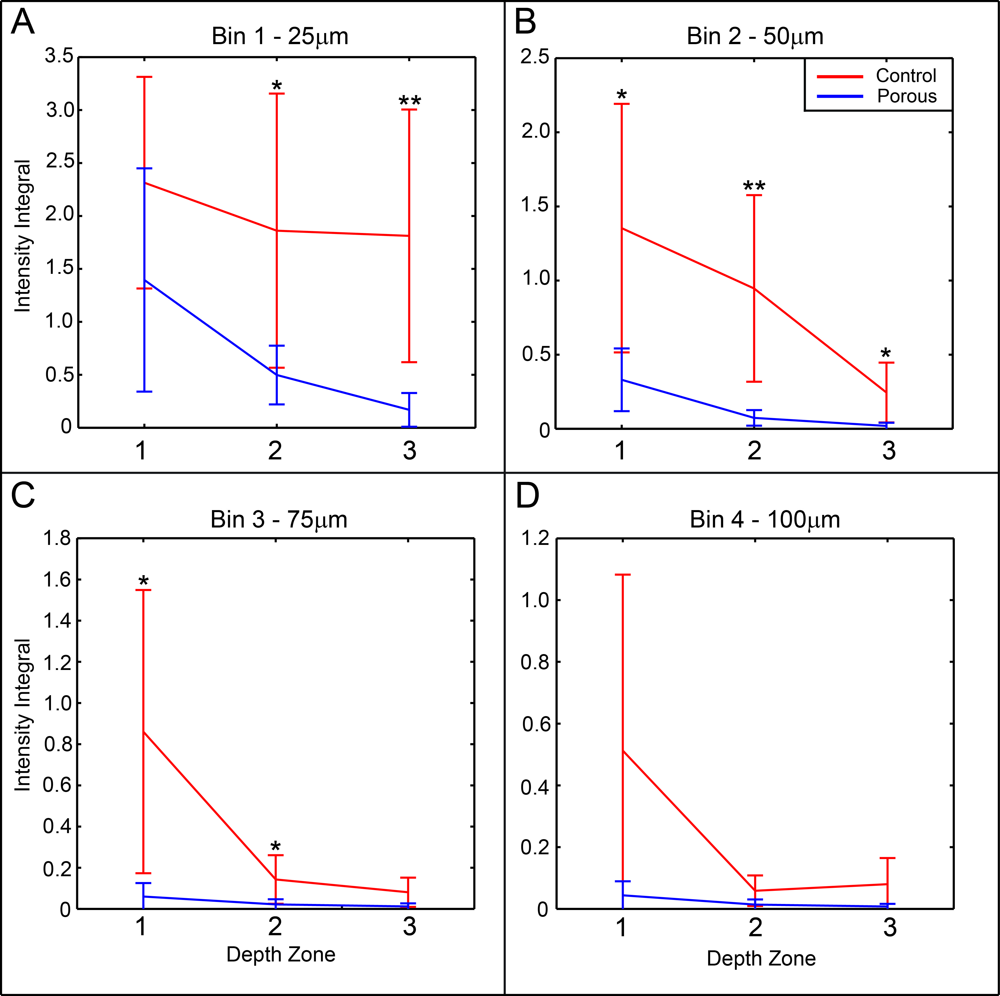 A
Bin 1 - 25μm
3.5
3.0
2.5
2.0
1.5
1.0
0.5
0
Intensity Integral
*
**
1 2 3
B
Bin 2 - 50μm
2.5
2.0
1.5
1.0
0.5
0
Control
Porous
*
**
*
1 2 3
C
Bin 3 - 75μm
1.8
1.6
1.4
1.2
1.0
0.8
0.6
0.4
0.2
0
Intensity Integral
*
*
1 2 3
Depth Zone
D
Bin 4 - 100μm
1.2
1.0
0.8
0.6
0.4
0.2
0
1 2 3
Depth Zone